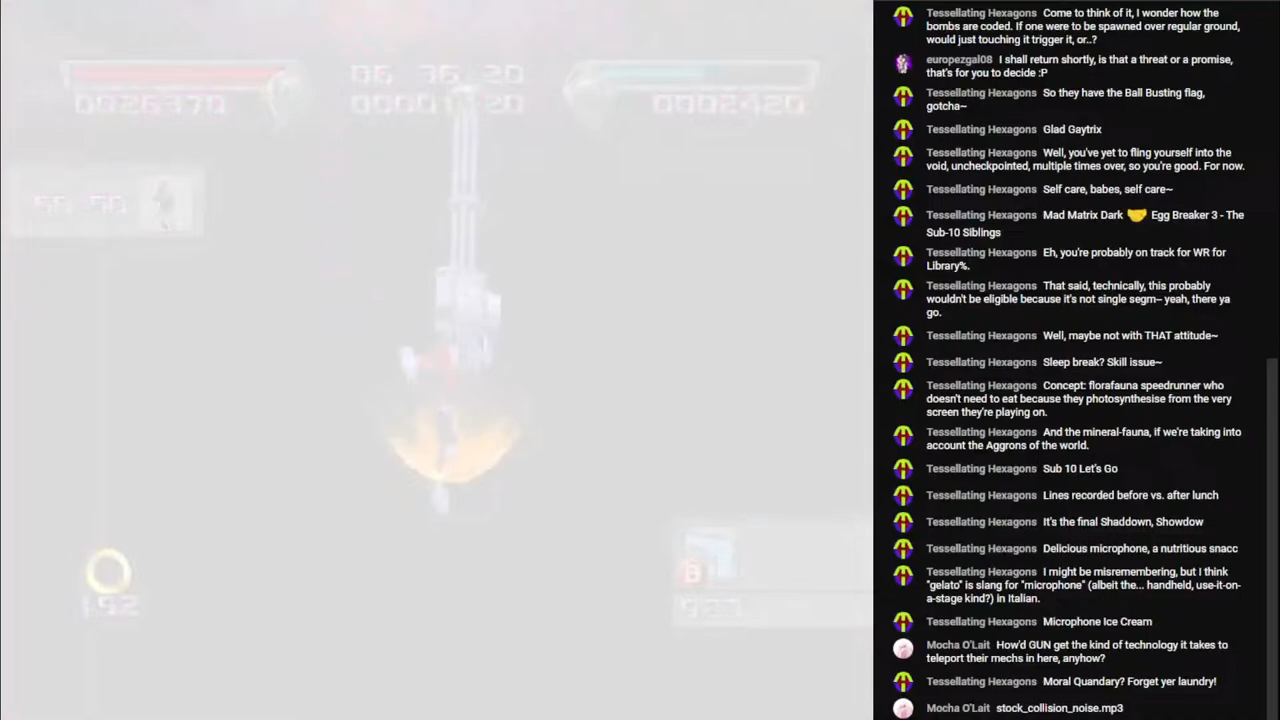 06 36 20
0026370
0002420
192
B
927
Tessellating Hexagons Come to think of it, I wonder how the
bombs are coded. If one were to be spawned over regular ground,
would just touching it trigger it, or..?
europezgal08 I shall return shortly, is that a threat or a promise,
that's for you to decide :P
Tessellating Hexagons So they have the Ball Busting flag,
gotcha~
Tessellating Hexagons Glad Gaytrix
Tessellating Hexagons Well, you've yet to fling yourself into the
void, uncheckpointed, multiple times over, so you're good. For now.
Tessellating Hexagons Self care, babes, self care~
Tessellating Hexagons Mad Matrix Dark 🤝 Egg Breaker 3 - The
Sub-10 Siblings
Tessellating Hexagons Eh, you're probably on track for WR for
Library%.
Tessellating Hexagons That said, technically, this probably
wouldn't be eligible because it's not single segm-- yeah, there ya
go.
Tessellating Hexagons Well, maybe not with THAT attitude~
Tessellating Hexagons Sleep break? Skill issue~
Tessellating Hexagons Concept: florafauna speedrunner who
doesn't need to eat because they photosynthesise from the very
screen they're playing on.
Tessellating Hexagons And the mineral-fauna, if we're taking into
account the Aggrons of the world.
Tessellating Hexagons Sub 10 Let's Go
Tessellating Hexagons Lines recorded before vs. after lunch
Tessellating Hexagons It's the final Shaddown, Showdow
Tessellating Hexagons Delicious microphone, a nutritious snacc
Tessellating Hexagons I might be misremembering, but I think
"gelato" is slang for "microphone" (albeit the... handheld, use-it-on-
a-stage kind?) in Italian.
Tessellating Hexagons Microphone Ice Cream
Mocha O'Lait How'd GUN get the kind of technology it takes to
teleport their mechs in here, anyhow?
Tessellating Hexagons Moral Quandary? Forget yer laundry!
Mocha O'Lait stock_collision_noise.mp3